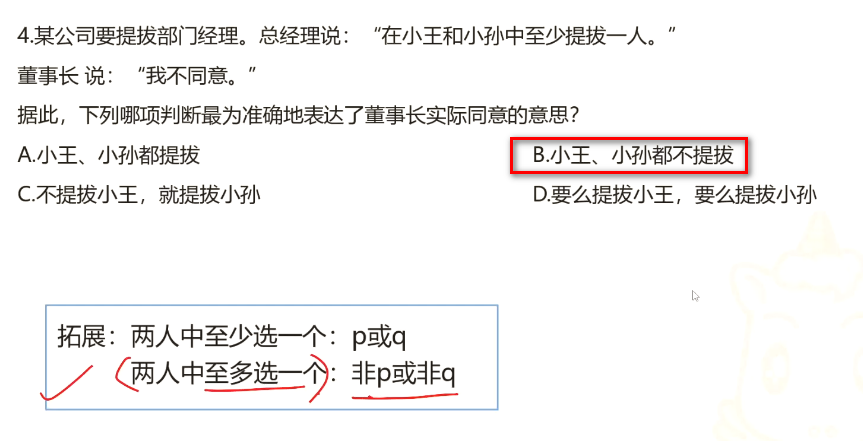 4.某公司要提拔部门经理。总经理说：“在小王和小孙中至少提拔一人。”
董事长 说：“我不同意。”
据此，下列哪项判断最为准确地表达了董事长实际同意的意思？
A.小王、小孙都提拔 B.小王、小孙都不提拔
C.不提拔小王，就提拔小孙 D.要么提拔小王，要么提拔小孙
拓展：两人中至少选一个：p或q
两人中至多选一个：非p或非q